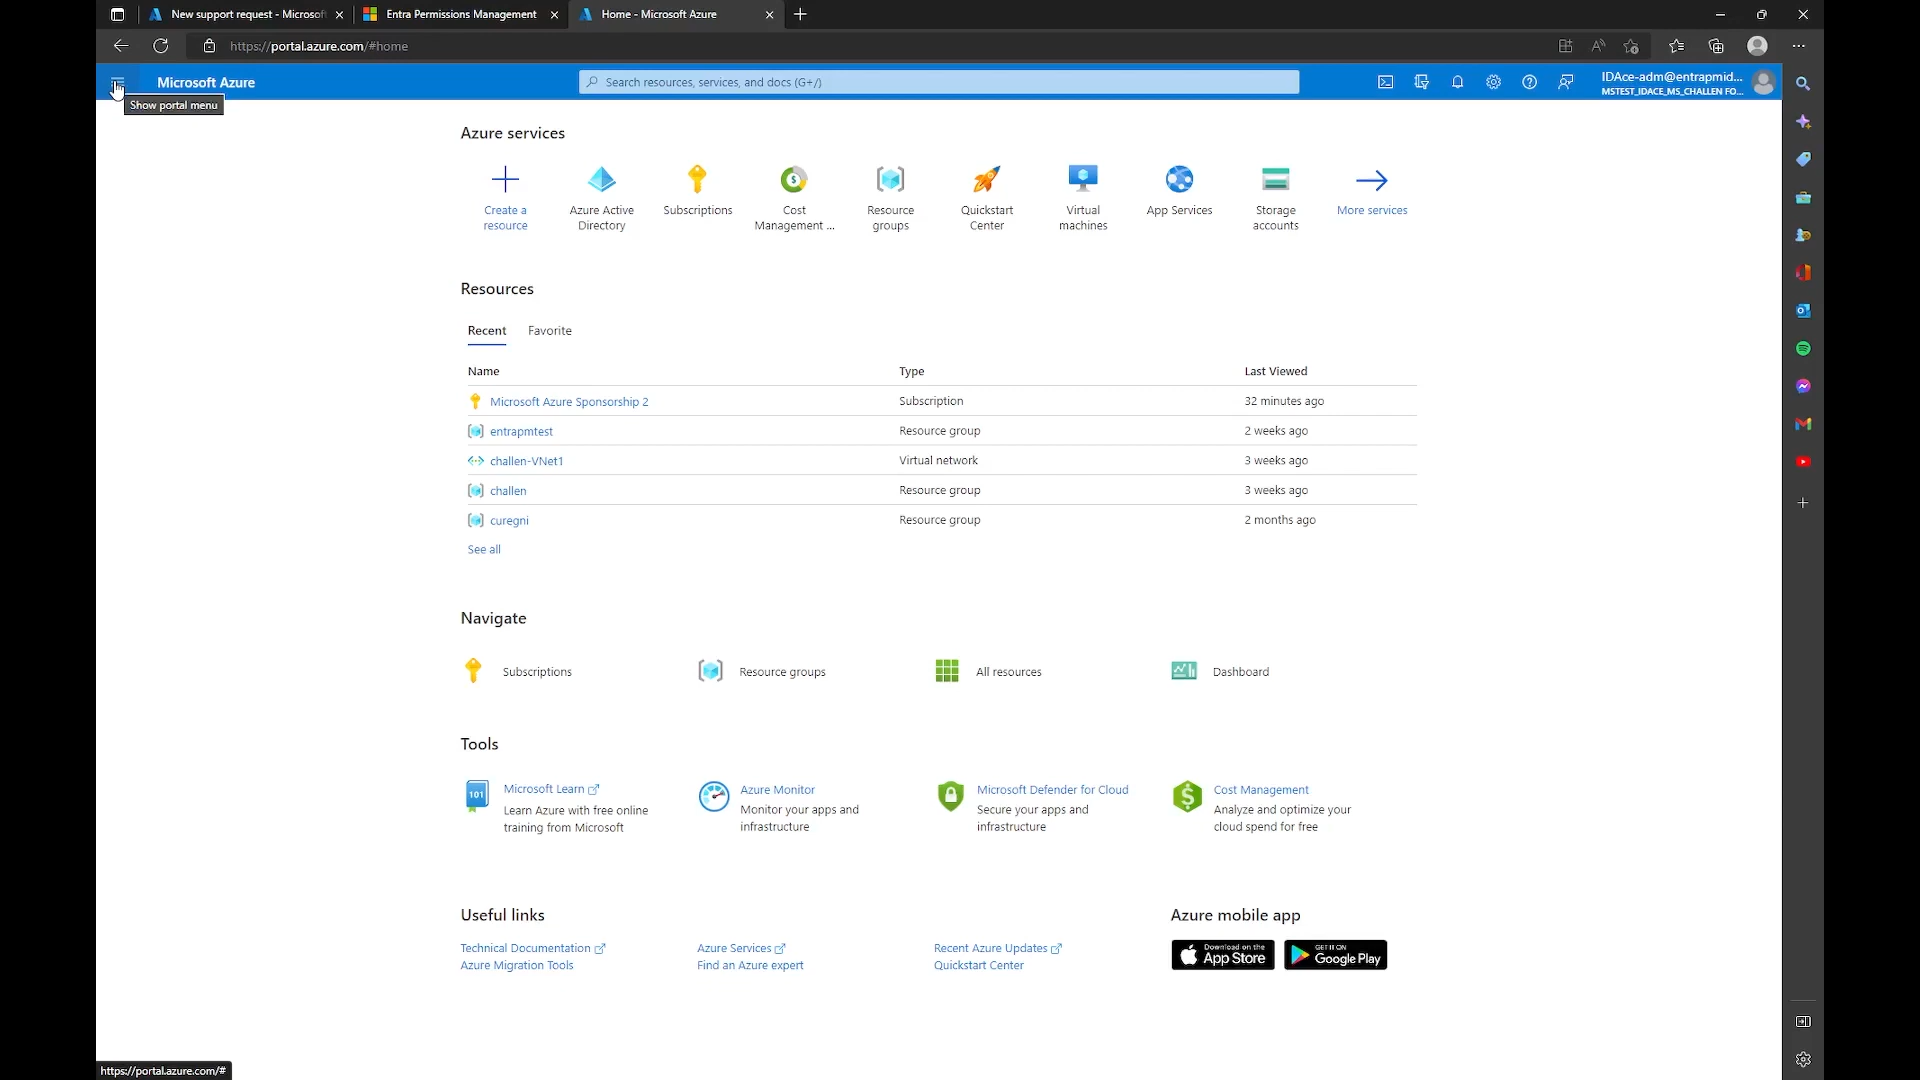 New support request - Microsoft
Entra Permissions Management
Home - Microsoft Azure
https://portal.azure.com/#home
Microsoft Azure
Search resources, services, and docs (G+/)
IDAce-adm@entrapmid...
MSTEST_IDACE_MS_CHALLEN FO...
Show portal menu
Azure services
Create a resource
Azure Active Directory
Subscriptions
Cost Management ...
Resource groups
Quickstart Center
Virtual machines
App Services
Storage accounts
More services
Resources
Recent Favorite
Name Type Last Viewed
Microsoft Azure Sponsorship 2 Subscription 32 minutes ago
entrapmtest Resource group 2 weeks ago
challen-VNet1 Virtual network 3 weeks ago
challen Resource group 3 weeks ago
curegni Resource group 2 months ago
See all
Navigate
Subscriptions Resource groups All resources Dashboard
Tools
101
Microsoft Learn
Learn Azure with free online
training from Microsoft
Azure Monitor
Monitor your apps and
infrastructure
Microsoft Defender for Cloud
Secure your apps and
infrastructure
Cost Management
Analyze and optimize your
cloud spend for free
Useful links
Technical Documentation Azure Services Recent Azure Updates
Azure Migration Tools Find an Azure expert Quickstart Center
Azure mobile app
Download on the
App Store
GET IT ON
Google Play
https://portal.azure.com/#